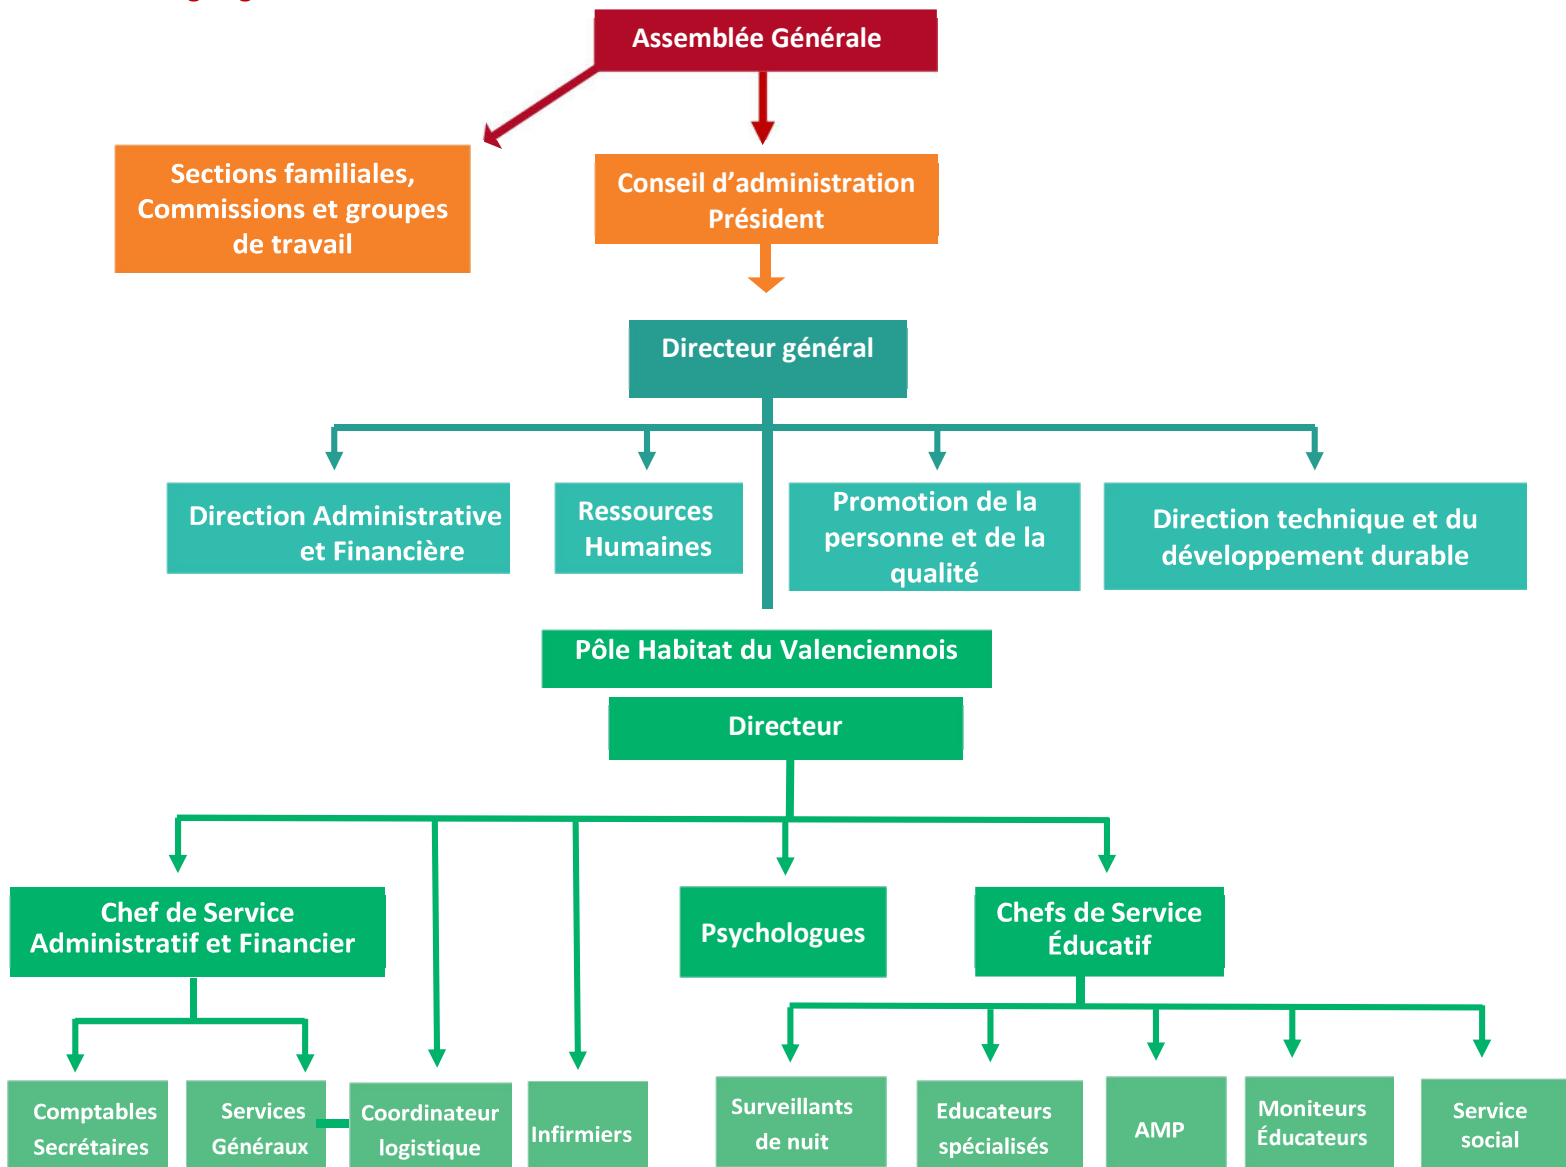 Assemblée Générale
Sections familiales,
Commissions et groupes
de travail
Conseil d’administration
Président
Directeur général
Direction Administrative
et Financière
Ressources
Humaines
Promotion de la
personne et de la
qualité
Direction technique et du
développement durable
Pôle Habitat du Valenciennois
Directeur
Chef de Service
Administratif et Financier
Psychologues
Chefs de Service
Éducatif
Comptables
Secrétaires
Services
Généraux
Coordinateur
logistique
Infirmiers
Surveillants
de nuit
Educateurs
spécialisés
AMP
Moniteurs
Éducateurs
Service
social